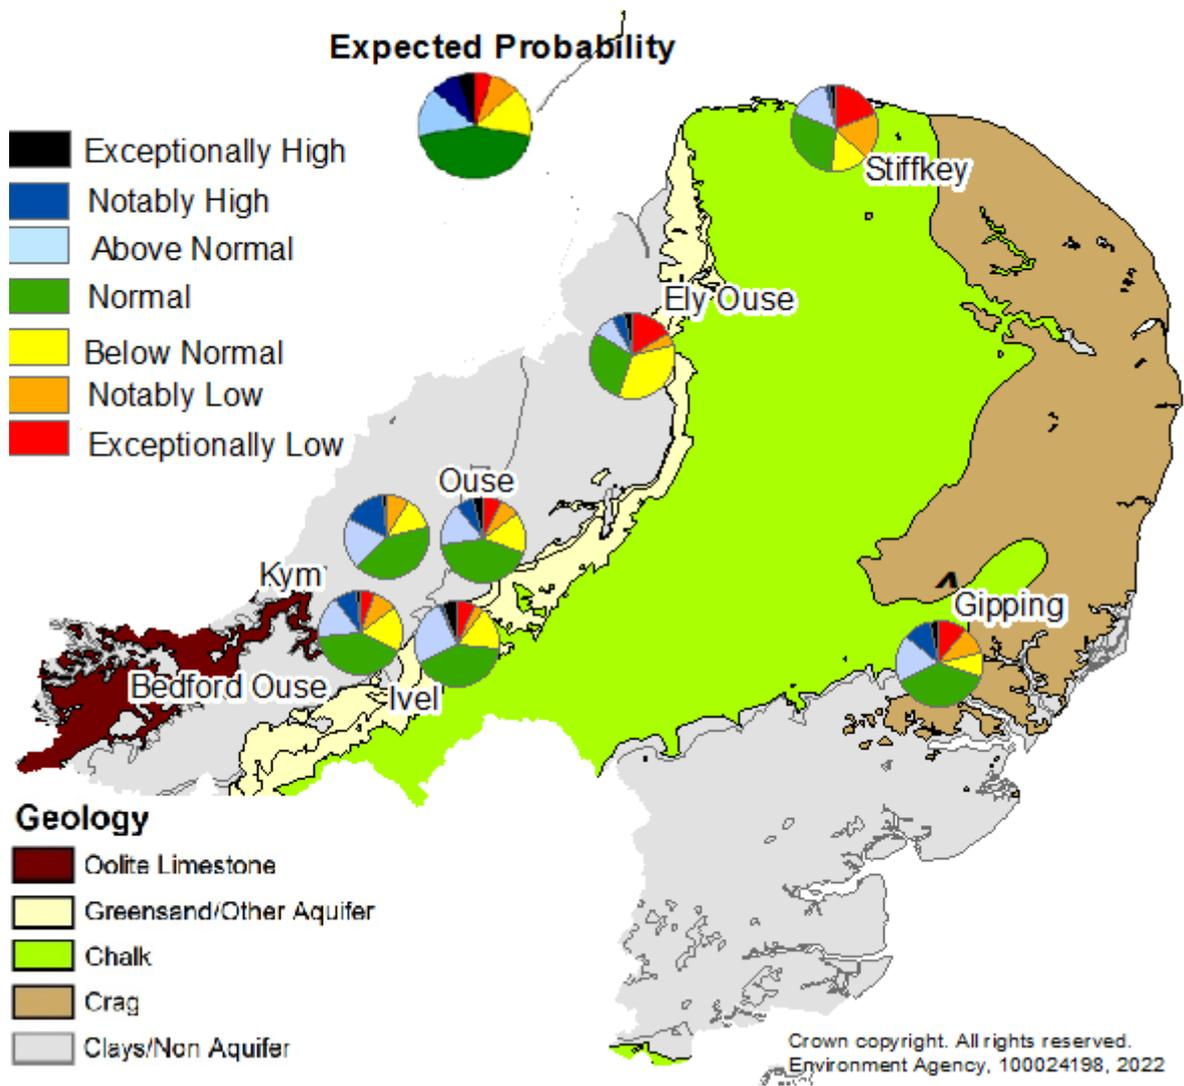 Expected Probability
Exceptionally High
Notably High
Above Normal
Normal
Below Normal
Notably Low
Exceptionally Low
Stiffkey
Ely Ouse
Ouse
Kym
Gipping
Bedford Ouse
Ivel
Geology
Oolite Limestone
Greensand/Other Aquifer
Chalk
Crag
Clays/Non Aquifer
Crown copyright. All rights reserved.
Environment Agency, 100024198, 2022